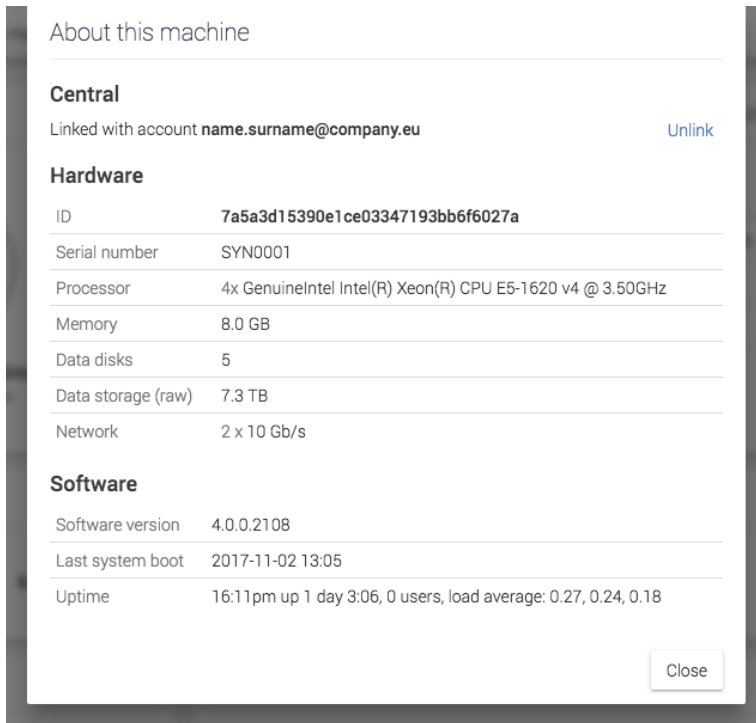 About this machine
Central
Linked with account name.surname@company.eu Unlink
Hardware
ID 7a5a3d15390e1ce03347193bb6f6027a
Serial number SYN0001
Processor 4x GenuineIntel Intel(R) Xeon(R) CPU E5-1620 v4 @ 3.50GHz
Memory 8.0 GB
Data disks 5
Data storage (raw) 7.3 TB
Network 2 x 10 Gb/s
Software
Software version 4.0.0.2108
Last system boot 2017-11-02 13:05
Uptime 16:11pm up 1 day 3:06, 0 users, load average: 0.27, 0.24, 0.18
Close